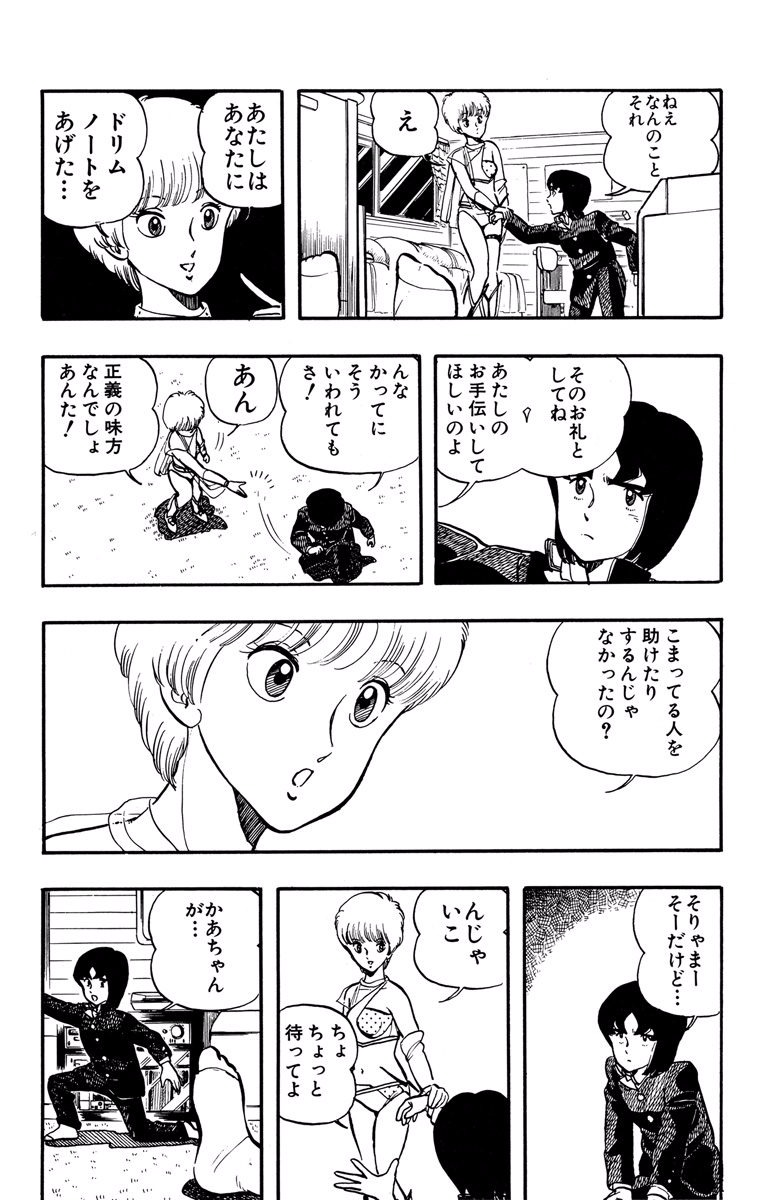 ねえ
なんのこと
それ
え
あたしは
あなたに
ドリム
ノートを
あげた…
そのお礼と
してね
あたしの
お手伝いして
ほしいのよ
んな
かってに
そう
いわれても
さ!
あん
正義の味方
なんでしょ
あんた!
こまってる人を
助けたり
するんじゃ
なかったの?
そりゃまー
そーだけど…
んじゃ
いこ
ちょ
ちょっと
待ってよ
かあちゃん
が…